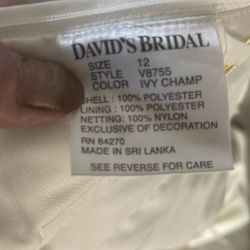 DAVID'S BRIDAL
SIZE 12
STYLE V8755
COLOR IVY CHAMP
SHELL : 100% POLYESTER
LINING : 100% POLYESTER
NETTING: 100% NYLON
EXCLUSIVE OF DECORATION
RN 84270
MADE IN SRI LANKA
SEE REVERSE FOR CARE